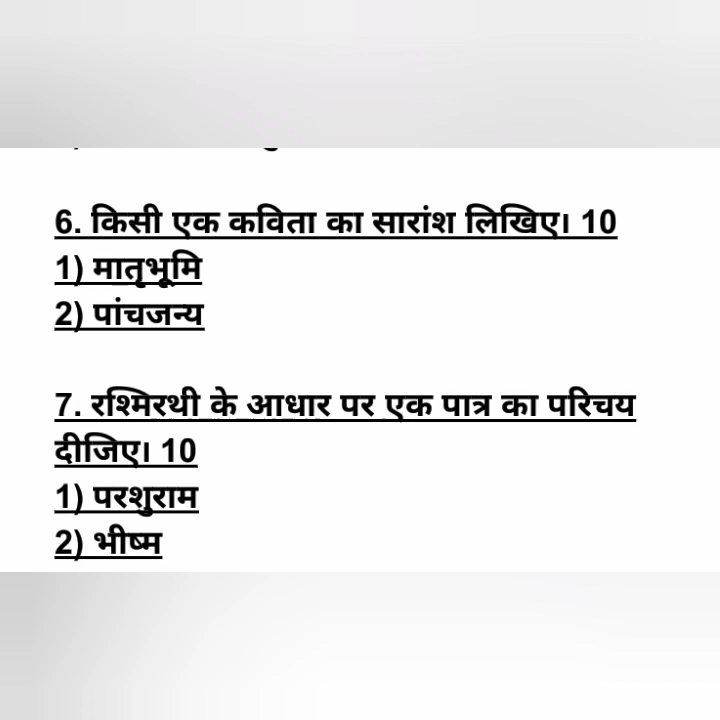 6. किसी एक कविता का सारांश लिखिए। 10
1) मातृभूमि
2) पांचजन्य
7. रश्मिरथी के आधार पर एक पात्र का परिचय
दीजिए। 10
1) परशुराम
2) भीष्म